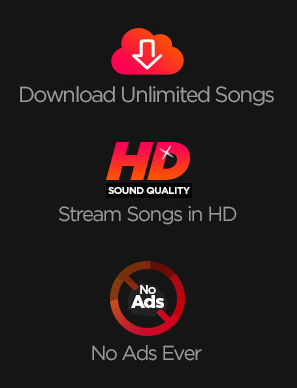 Download Unlimited Songs
HD
SOUND QUALITY
Stream Songs in HD
No
Ads
No Ads Ever